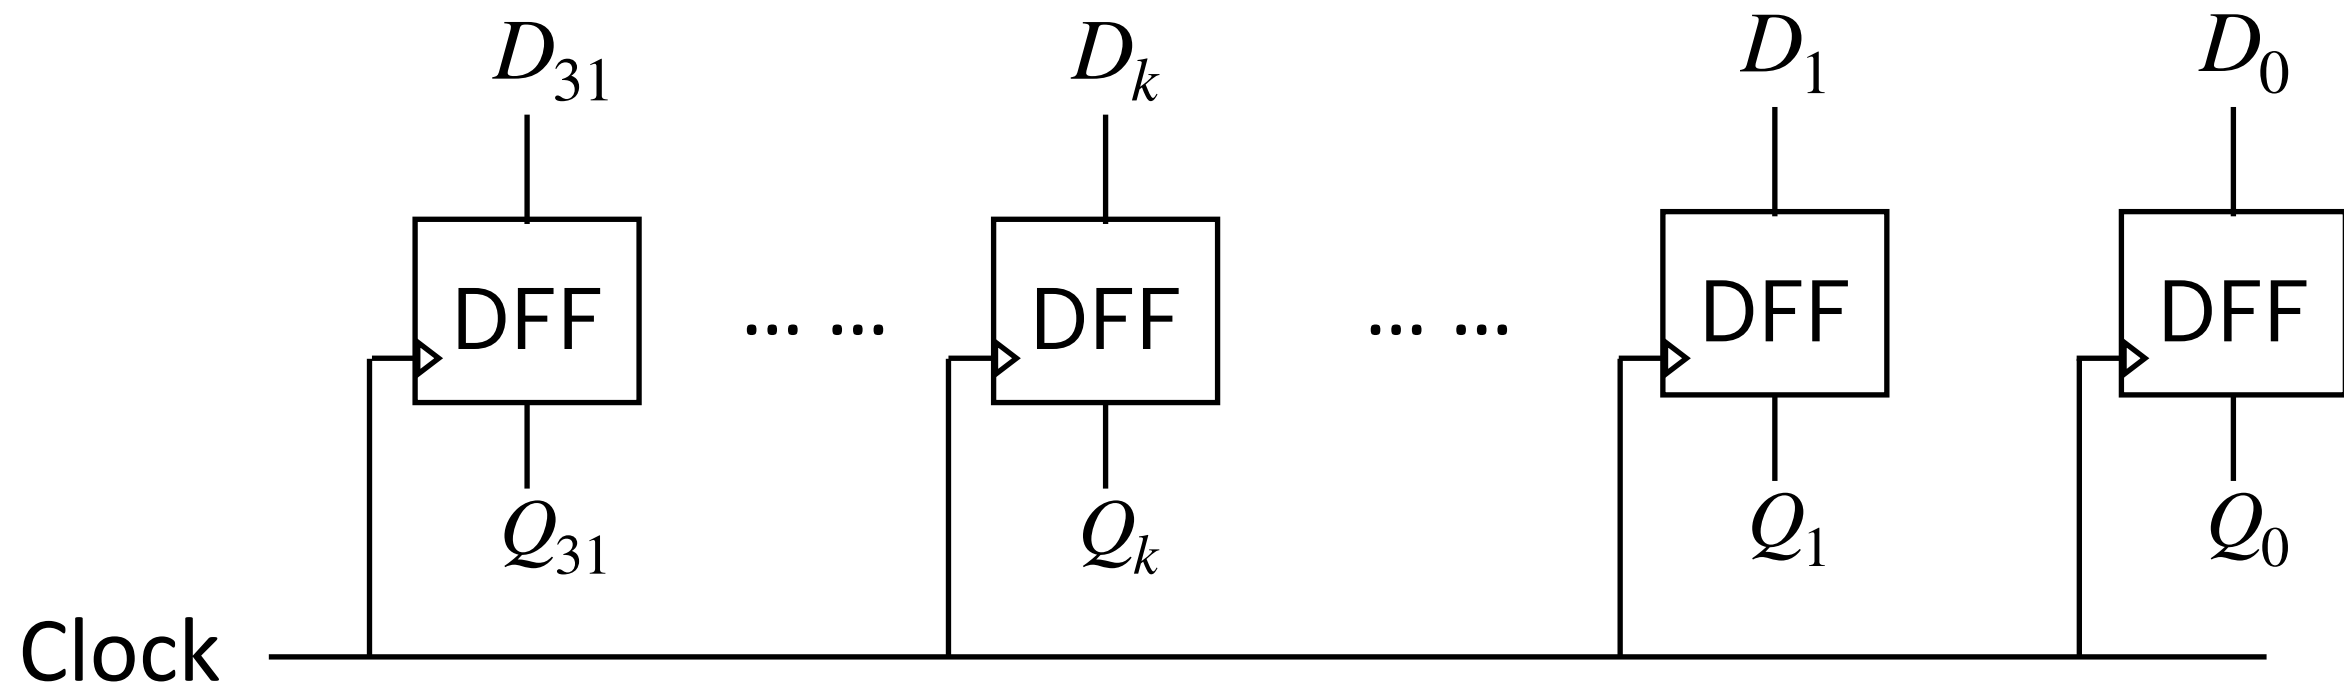 D31 Dk D1 D0
DFF ... ... DFF ... ... DFF DFF
Q31 Qk Q1 Q0
Clock